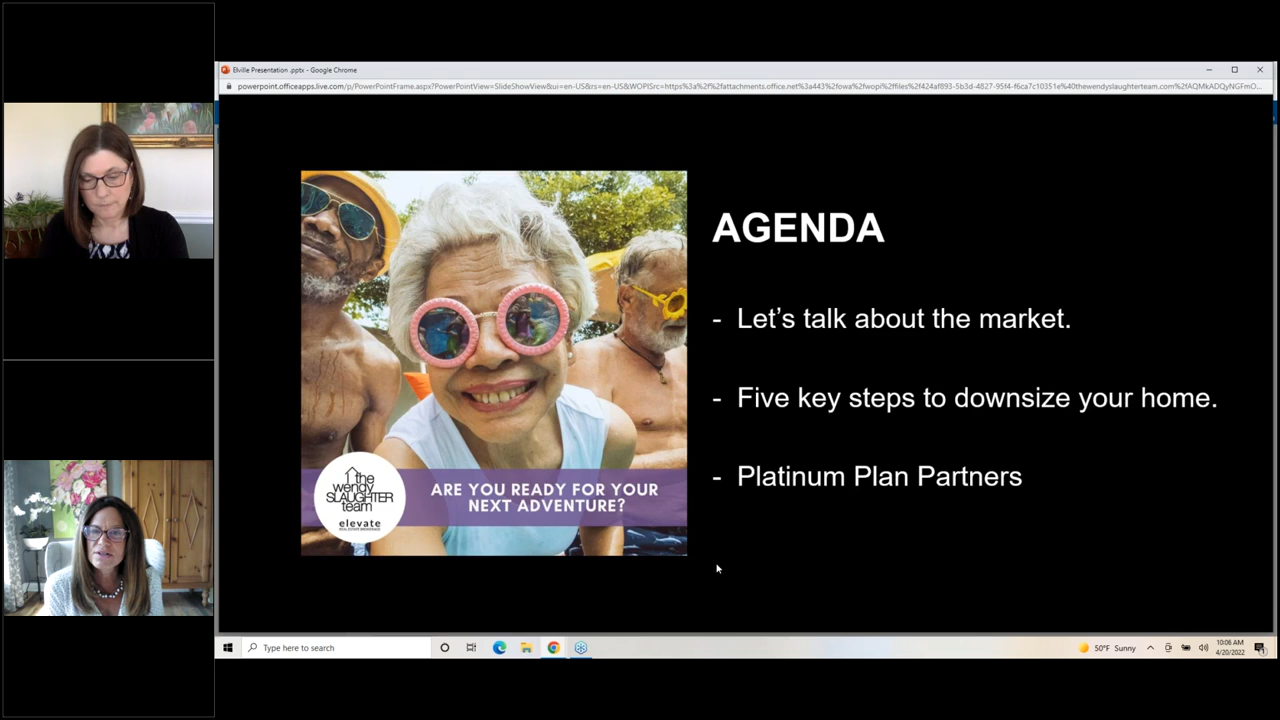 Elville Presentation .pptx - Google Chrome
AGENDA
- Let's talk about the market.
- Five key steps to downsize your home.
- Platinum Plan Partners
the
wendy
SLAUGHTER
team
elevate
ARE YOU READY FOR YOUR
NEXT ADVENTURE?
Type here to search
50°F Sunny
10:06 AM
4/20/2022